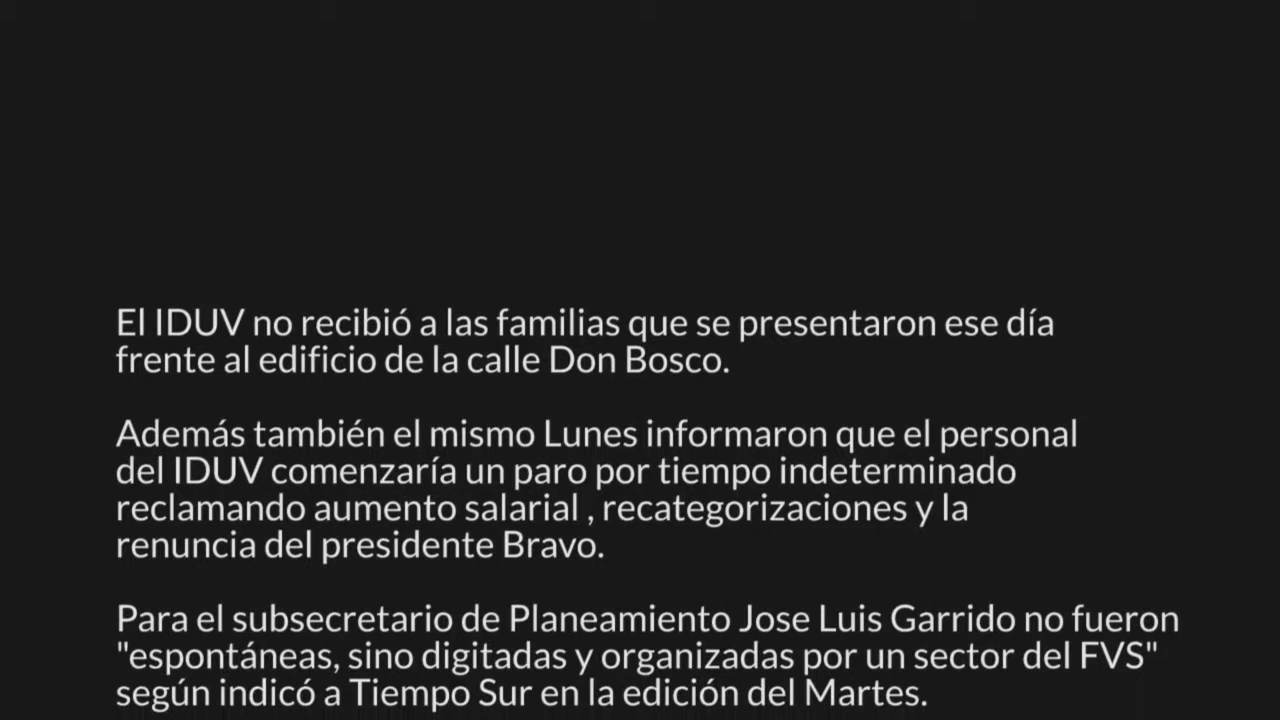 El IDUV no recibió a las familias que se presentaron ese día
frente al edificio de la calle Don Bosco.
Además también el mismo Lunes informaron que el personal
del IDUV comenzaría un paro por tiempo indeterminado
reclamando aumento salarial , recategorizaciones y la
renuncia del presidente Bravo.
Para el subsecretario de Planeamiento Jose Luis Garrido no fueron
"espontáneas, sino digitadas y organizadas por un sector del FVS"
según indicó a Tiempo Sur en la edición del Martes.